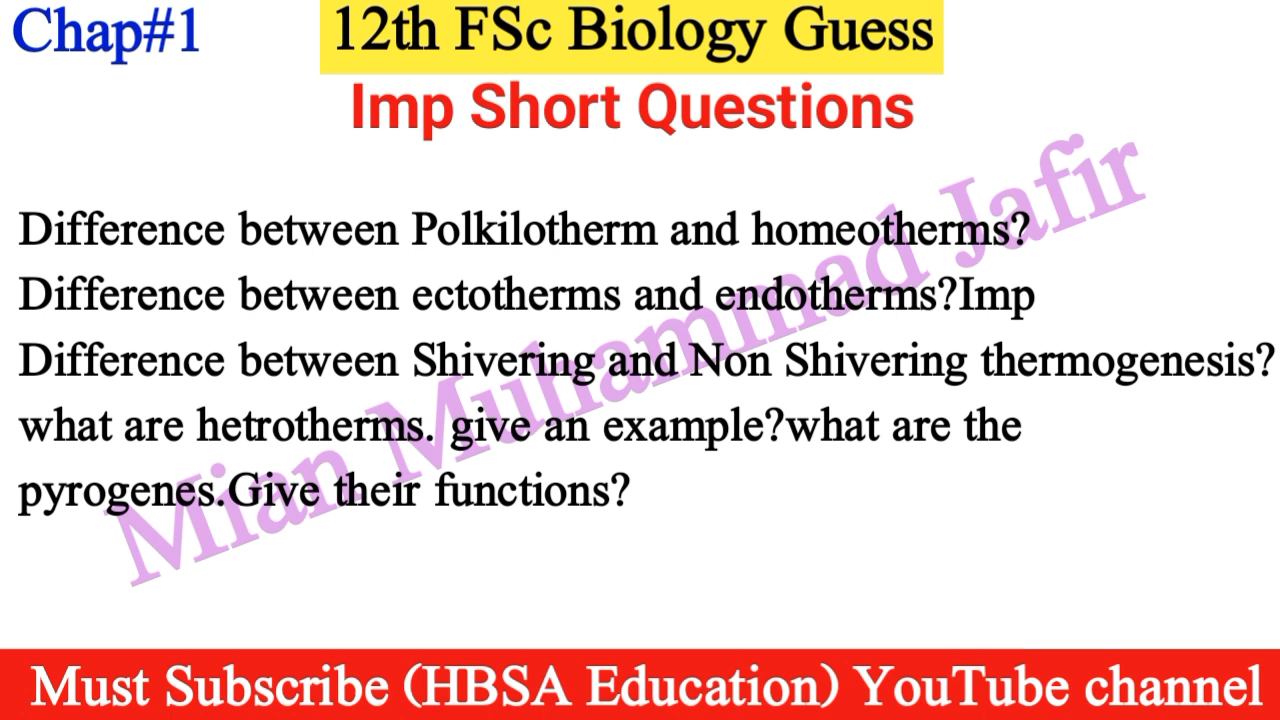 Chap#1
12th FSc Biology Guess
Imp Short Questions
Difference between Polkilotherm and homeotherms?
Difference between ectotherms and endotherms?Imp
Difference between Shivering and Non Shivering thermogenesis?
what are hetrotherms. give an example?what are the
pyrogenes.Give their functions?
Mian Muhammad Jafir
Must Subscribe (HBSA Education) YouTube channel